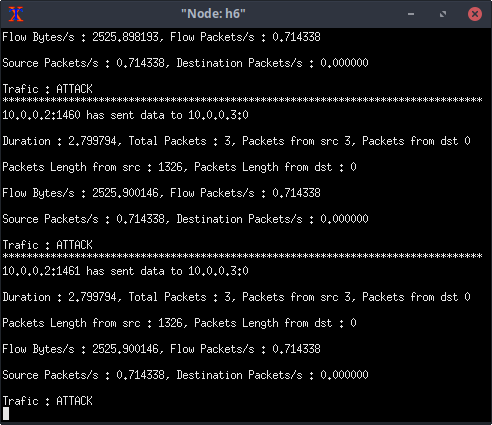 "Node: h6"
Flow Bytes/s : 2525.898193, Flow Packets/s : 0.714338
Source Packets/s : 0.714338, Destination Packets/s : 0.000000
Trafic : ATTACK
********************************************************************************
10.0.0.2:1460 has sent data to 10.0.0.3:0
Duration : 2.799794, Total Packets : 3, Packets from src 3, Packets from dst 0
Packets Length from src : 1326, Packets Length from dst : 0
Flow Bytes/s : 2525.900146, Flow Packets/s : 0.714338
Source Packets/s : 0.714338, Destination Packets/s : 0.000000
Trafic : ATTACK
********************************************************************************
10.0.0.2:1461 has sent data to 10.0.0.3:0
Duration : 2.799794, Total Packets : 3, Packets from src 3, Packets from dst 0
Packets Length from src : 1326, Packets Length from dst : 0
Flow Bytes/s : 2525.900146, Flow Packets/s : 0.714338
Source Packets/s : 0.714338, Destination Packets/s : 0.000000
Trafic : ATTACK